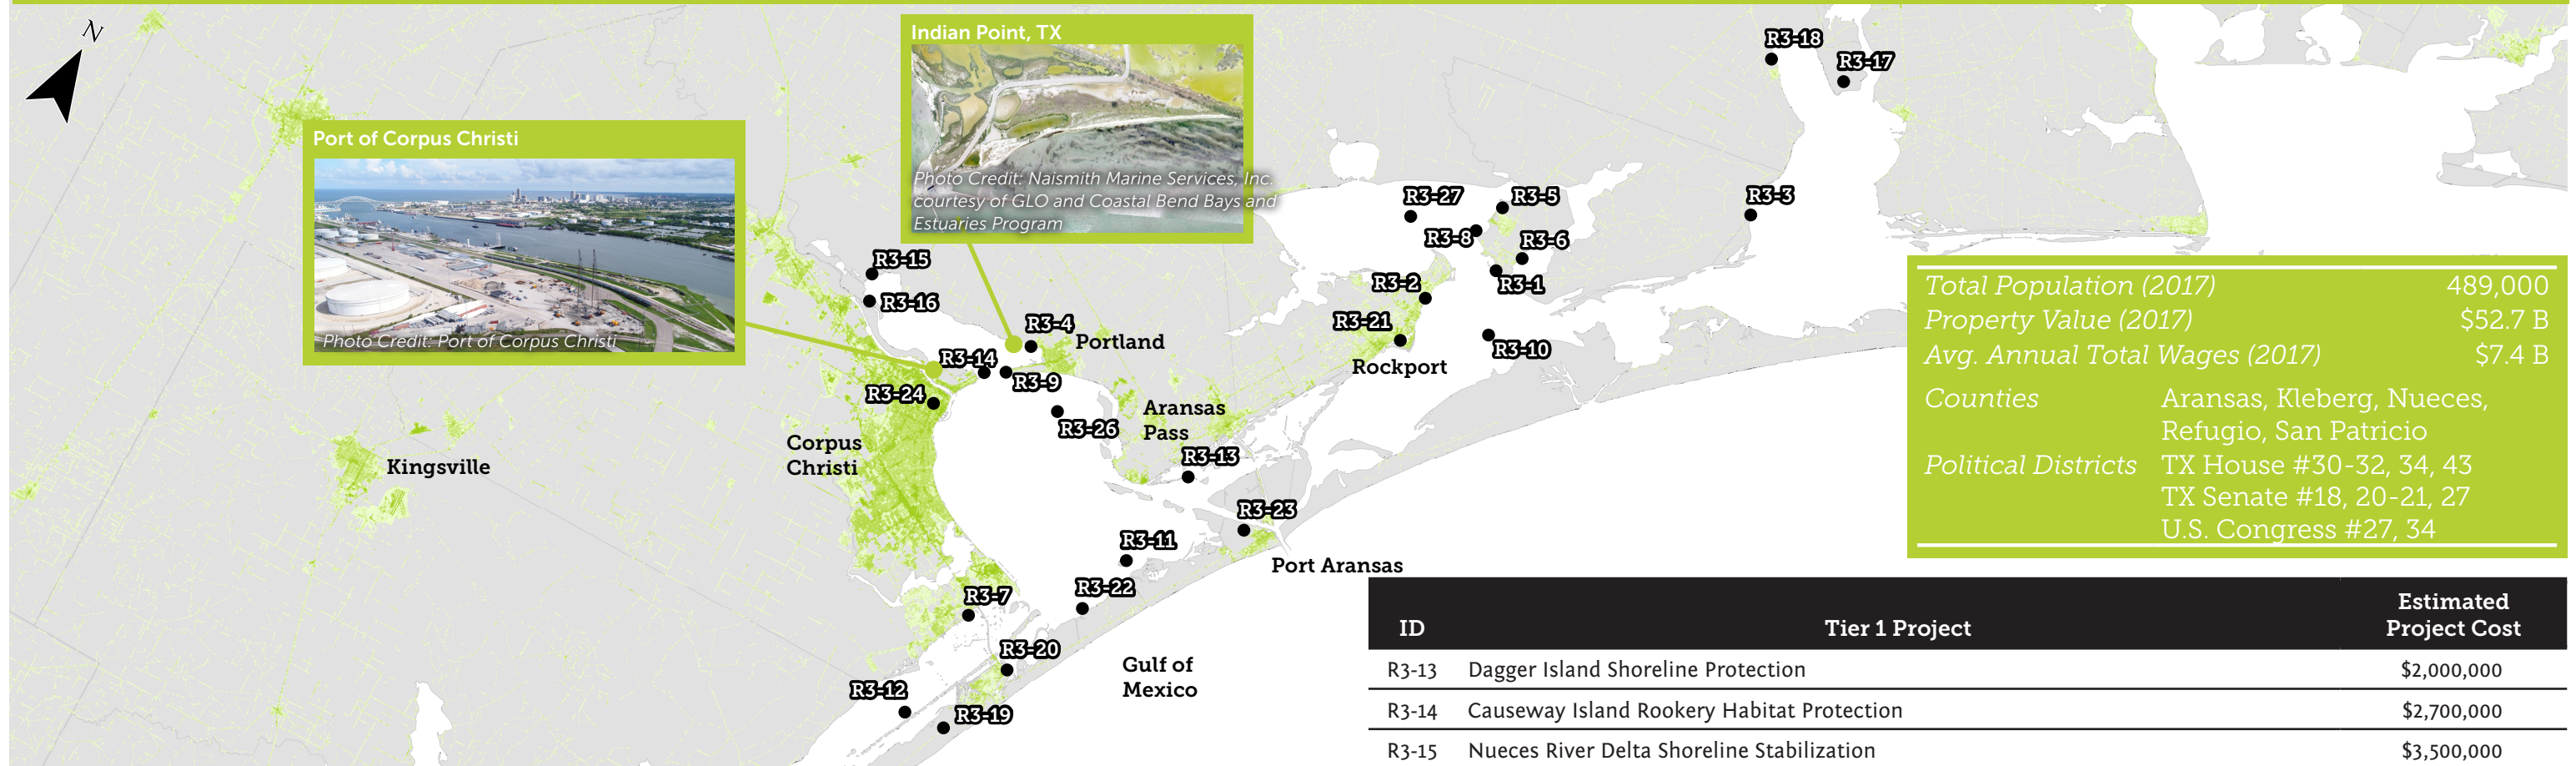 N
Indian Point, TX
Photo Credit: Naismith Marine Services, Inc.
courtesy of GLO and Coastal Bend Bays and
Estuaries Program
Port of Corpus Christi
Photo Credit: Port of Corpus Christi
R3-18
R3-17
R3-3
R3-27
R3-5
R3-8
R3-6
R3-1
R3-2
R3-21
Rockport
R3-10
R3-15
R3-16
R3-4
Portland
R3-14
R3-9
R3-24
R3-26
Aransas
Pass
Corpus
Christi
Kingsville
R3-13
R3-23
R3-11
Port Aransas
R3-22
R3-7
R3-20
Gulf of
Mexico
R3-12
R3-19
Total Population (2017) 489,000
Property Value (2017) $52.7 B
Avg. Annual Total Wages (2017) $7.4 B
Counties Aransas, Kleberg, Nueces,
Refugio, San Patricio
Political Districts TX House #30-32, 34, 43
TX Senate #18, 20-21, 27
U.S. Congress #27, 34
ID Tier 1 Project Estimated
Project Cost
R3-13 Dagger Island Shoreline Protection $2,000,000
R3-14 Causeway Island Rookery Habitat Protection $2,700,000
R3-15 Nueces River Delta Shoreline Stabilization $3,500,000